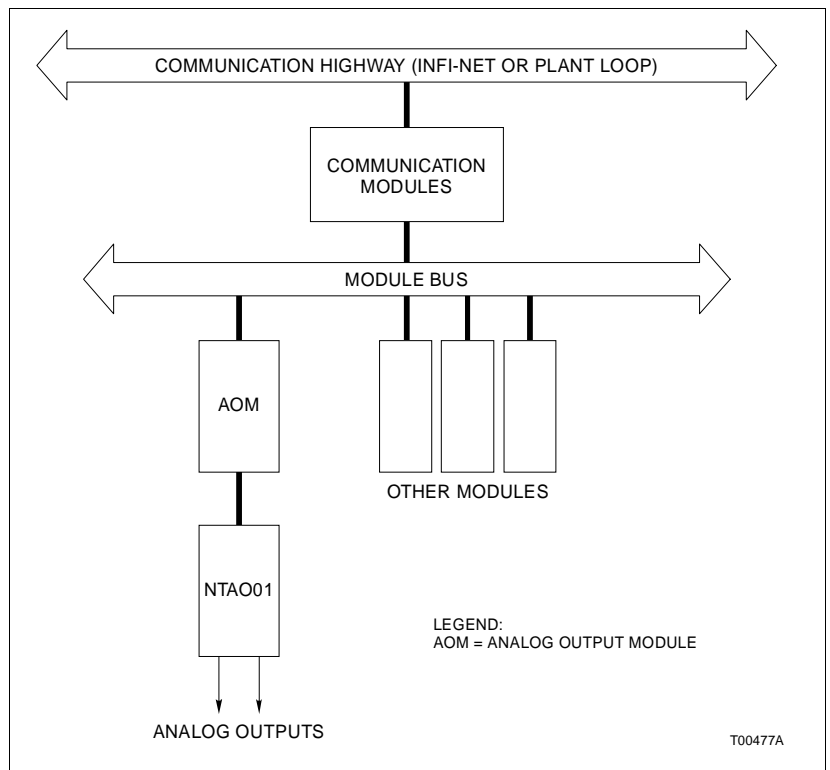 COMMUNICATION HIGHWAY (INFI-NET OR PLANT LOOP)
COMMUNICATION
MODULES
MODULE BUS
AOM
OTHER MODULES
NTAO01
LEGEND:
AOM = ANALOG OUTPUT MODULE
ANALOG OUTPUTS
T00477A